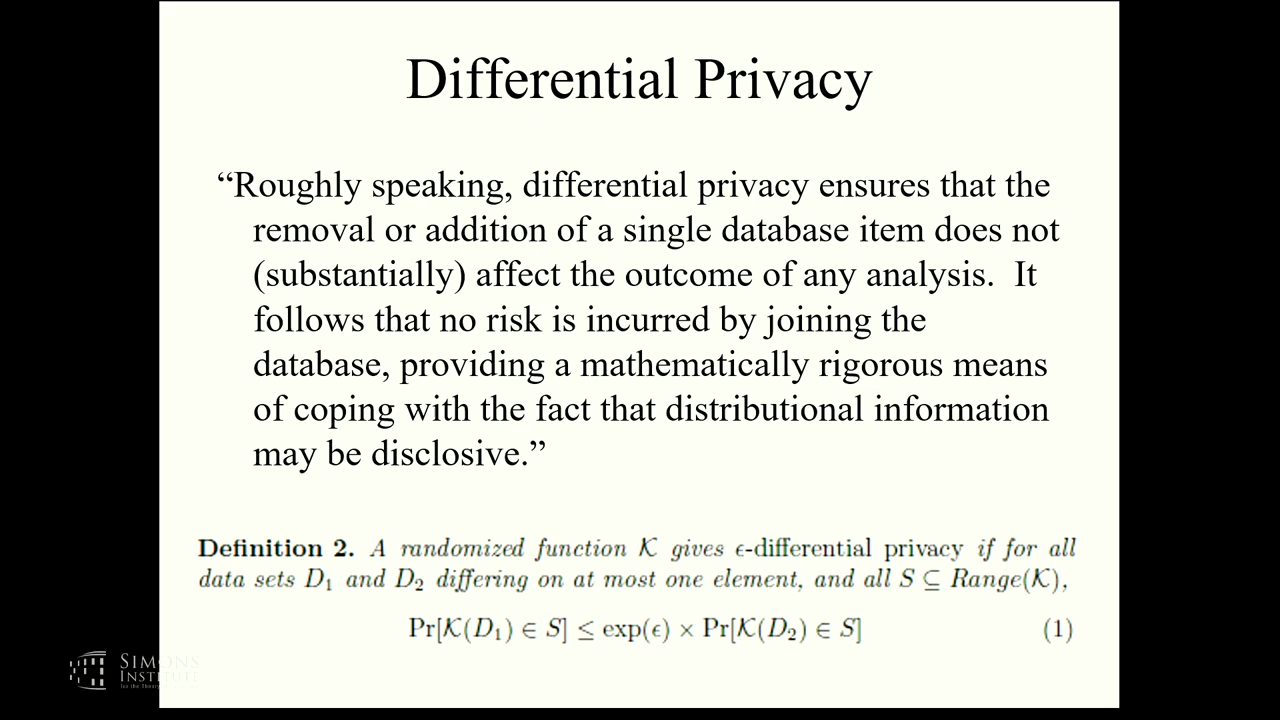 Differential Privacy
“Roughly speaking, differential privacy ensures that the
removal or addition of a single database item does not
(substantially) affect the outcome of any analysis.  It
follows that no risk is incurred by joining the
database, providing a mathematically rigorous means
of coping with the fact that distributional information
may be disclosive.”
Definition 2. A randomized function 𝒦 gives ϵ-differential privacy if for all
data sets D₁ and D₂ differing on at most one element, and all S ⊆ Range(𝒦),
Pr[𝒦(D₁) ∈ S] ≤ exp(ϵ) × Pr[𝒦(D₂) ∈ S] (1)
SIMONS
INSTITUTE
for the Theory